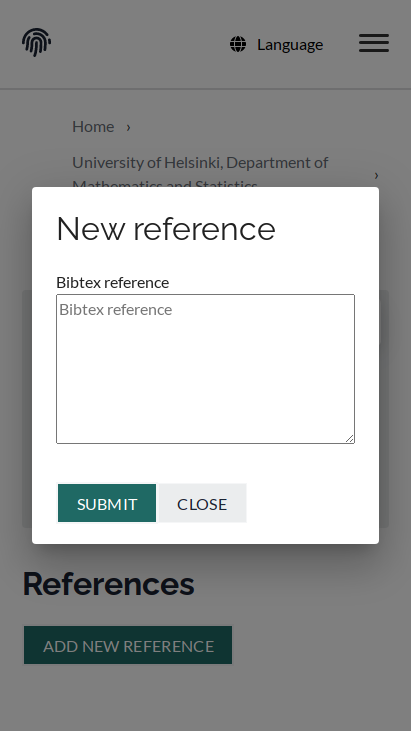 Language
Home ›
University of Helsinki, Department of
Mathematics and Statistics ›
New reference
Bibtex reference
Bibtex reference
SUBMIT CLOSE
References
ADD NEW REFERENCE